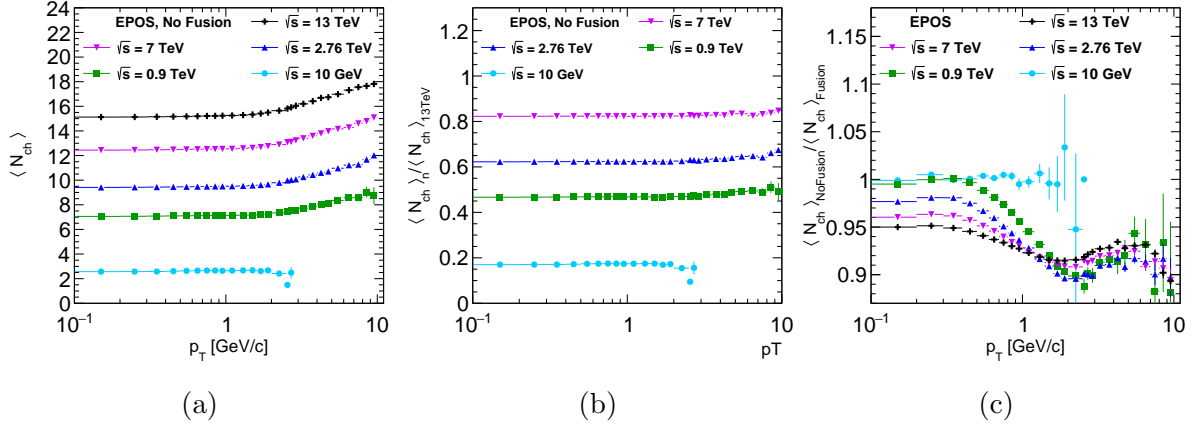 EPOS, No Fusion
√s = 13 TeV
√s = 7 TeV
√s = 2.76 TeV
√s = 0.9 TeV
√s = 10 GeV
⟨ N_ch ⟩
24
22
20
18
16
14
12
10
8
6
4
2
0
10⁻¹
1
10
p_T [GeV/c]
(a)
EPOS, No Fusion
√s = 7 TeV
√s = 2.76 TeV
√s = 0.9 TeV
√s = 10 GeV
⟨ N_ch ⟩_n/⟨ N_ch ⟩_13TeV
1.2
1
0.8
0.6
0.4
0.2
0
10⁻¹
1
10
pT
(b)
EPOS
√s = 13 TeV
√s = 7 TeV
√s = 2.76 TeV
√s = 0.9 TeV
√s = 10 GeV
⟨ N_ch ⟩_NoFusion/⟨ N_ch ⟩_Fusion
1.15
1.1
1.05
1
0.95
0.9
10⁻¹
1
10
p_T [GeV/c]
(c)